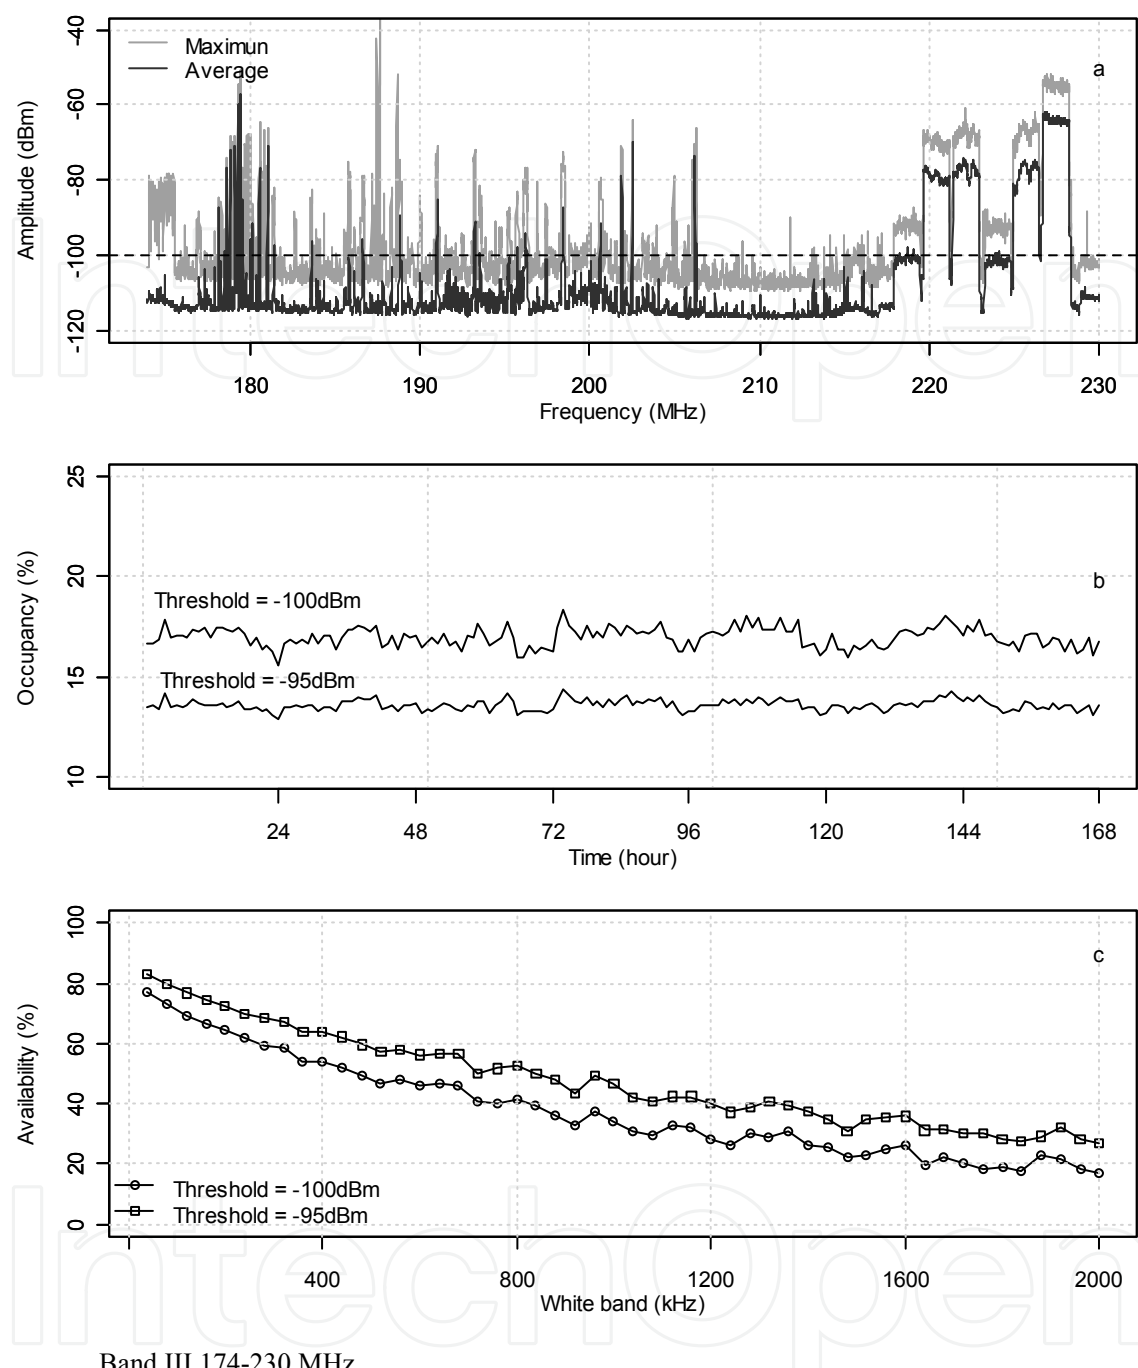 Maximun
Average
a
-40
-60
-80
-100
-120
Amplitude (dBm)
180 190 200 210 220 230
Frequency (MHz)
b
25
20
15
10
Occupancy (%)
Threshold = -100dBm
Threshold = -95dBm
24 48 72 96 120 144 168
Time (hour)
c
100
80
60
40
20
0
Availability (%)
Threshold = -100dBm
Threshold = -95dBm
400 800 1200 1600 2000
White band (kHz)
Band III 174-230 MHz
IntechOpen
IntechOpen